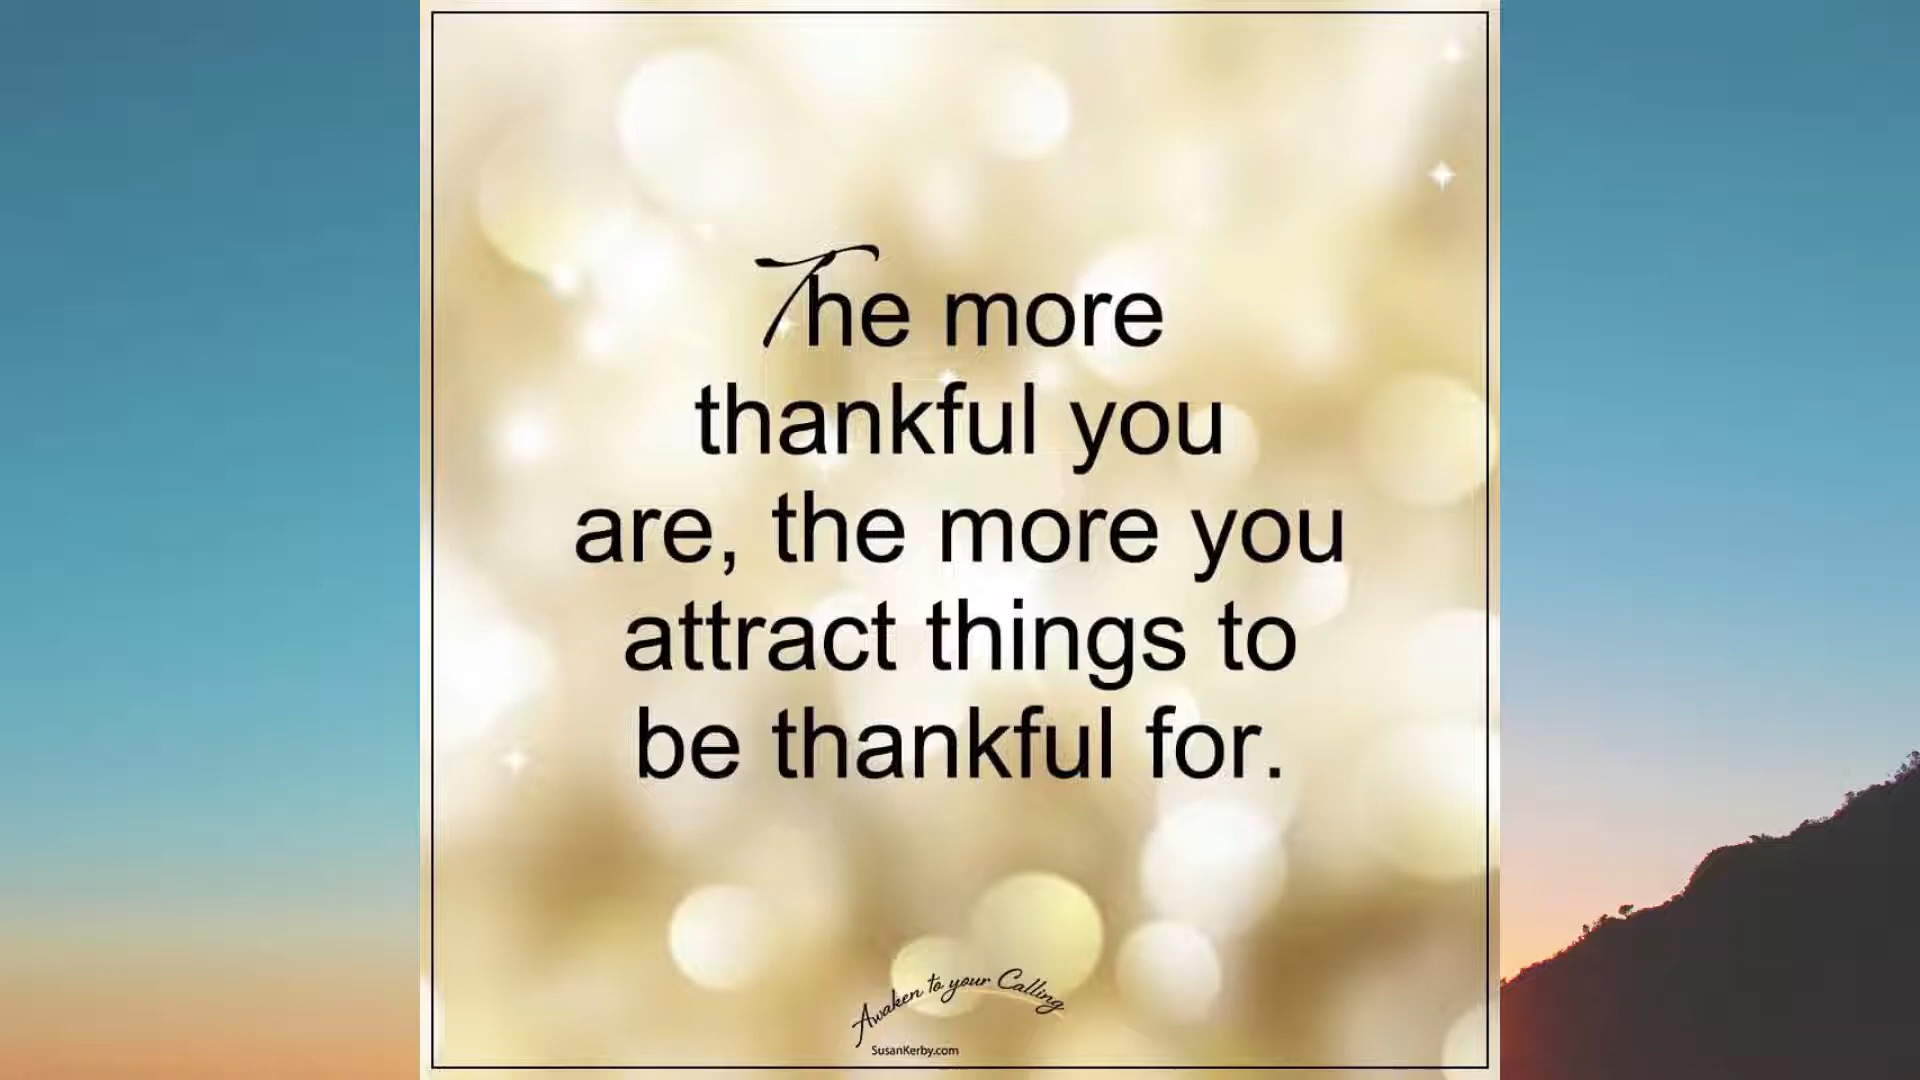 The more
thankful you
are, the more you
attract things to
be thankful for.
Awaken to your Calling
SusanKerby.com